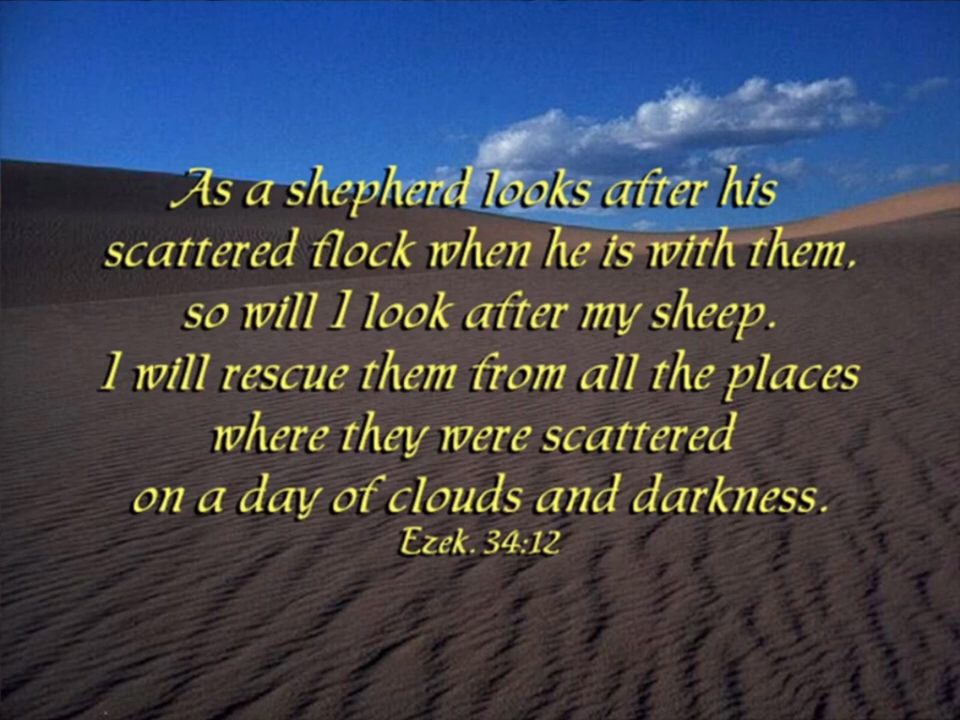 As a shepherd looks after his
scattered flock when he is with them,
so will I look after my sheep.
I will rescue them from all the places
where they were scattered
on a day of clouds and darkness.
Ezek. 34:12